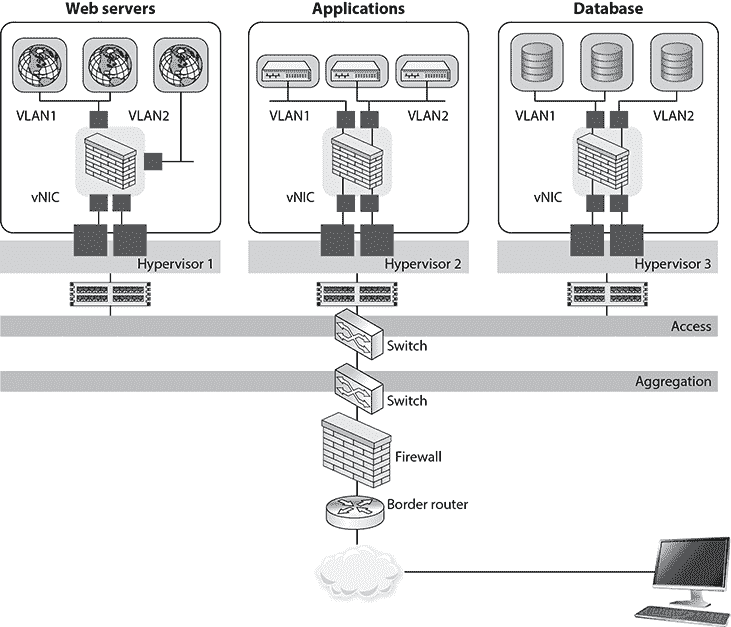 Web servers
Applications
Database
VLAN1
VLAN2
VLAN1
VLAN2
VLAN1
VLAN2
vNIC
vNIC
vNIC
Hypervisor 1
Hypervisor 2
Hypervisor 3
Access
Switch
Aggregation
Switch
Firewall
Border router